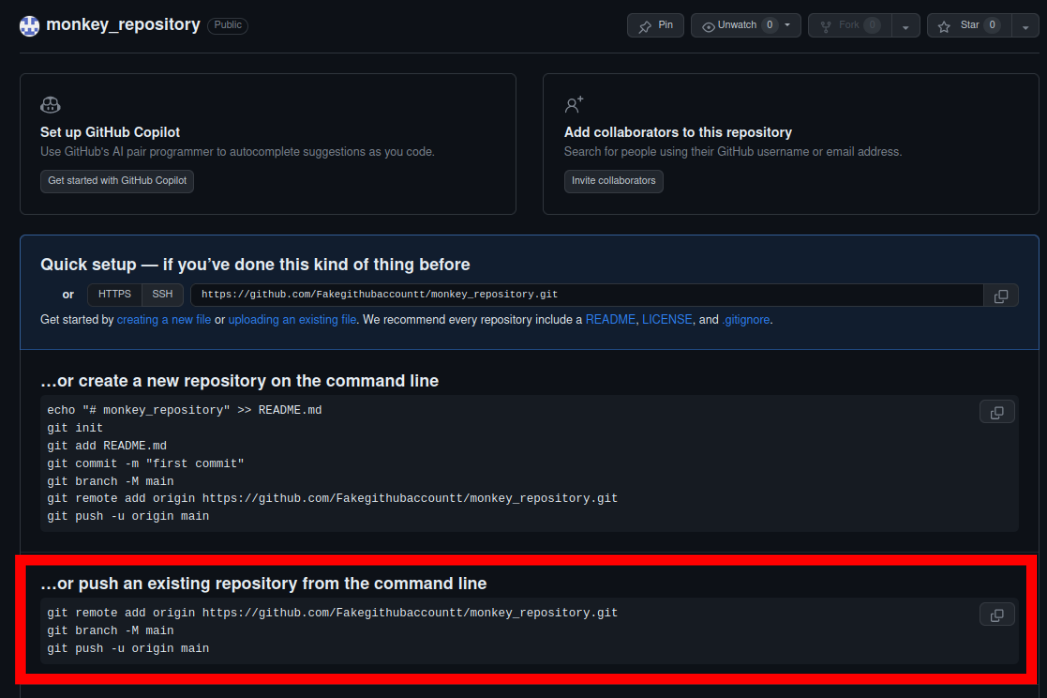 monkey_repository Public
Pin
Unwatch 0
Fork 0
Star 0
Set up GitHub Copilot
Use GitHub's AI pair programmer to autocomplete suggestions as you code.
Get started with GitHub Copilot
Add collaborators to this repository
Search for people using their GitHub username or email address.
Invite collaborators
Quick setup — if you’ve done this kind of thing before
or HTTPS SSH https://github.com/Fakegithubaccountt/monkey_repository.git
Get started by creating a new file or uploading an existing file. We recommend every repository include a README, LICENSE, and .gitignore.
…or create a new repository on the command line
echo "# monkey_repository" >> README.md
git init
git add README.md
git commit -m "first commit"
git branch -M main
git remote add origin https://github.com/Fakegithubaccountt/monkey_repository.git
git push -u origin main
…or push an existing repository from the command line
git remote add origin https://github.com/Fakegithubaccountt/monkey_repository.git
git branch -M main
git push -u origin main